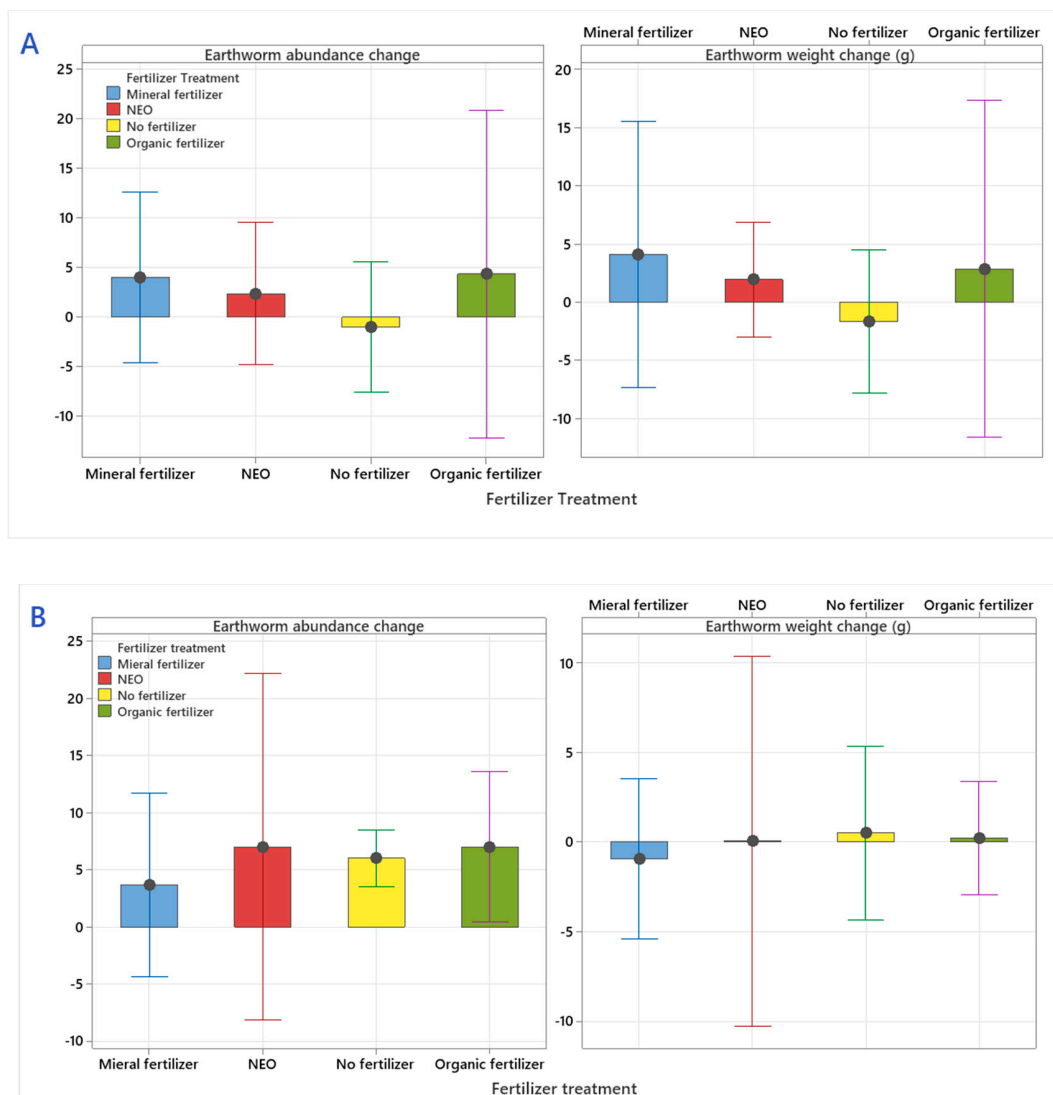 A
Earthworm abundance change
Fertilizer Treatment
Mineral fertilizer
NEO
No fertilizer
Organic fertilizer
25
20
15
10
5
0
-5
-10
Mineral fertilizer NEO No fertilizer Organic fertilizer
Mineral fertilizer NEO No fertilizer Organic fertilizer
Earthworm weight change (g)
20
15
10
5
0
-5
-10
Fertilizer Treatment
B
Earthworm abundance change
Fertilizer treatment
Mieral fertilizer
NEO
No fertilizer
Organic fertilizer
25
20
15
10
5
0
-5
-10
Mieral fertilizer NEO No fertilizer Organic fertilizer
Mieral fertilizer NEO No fertilizer Organic fertilizer
Earthworm weight change (g)
10
5
0
-5
-10
Fertilizer treatment